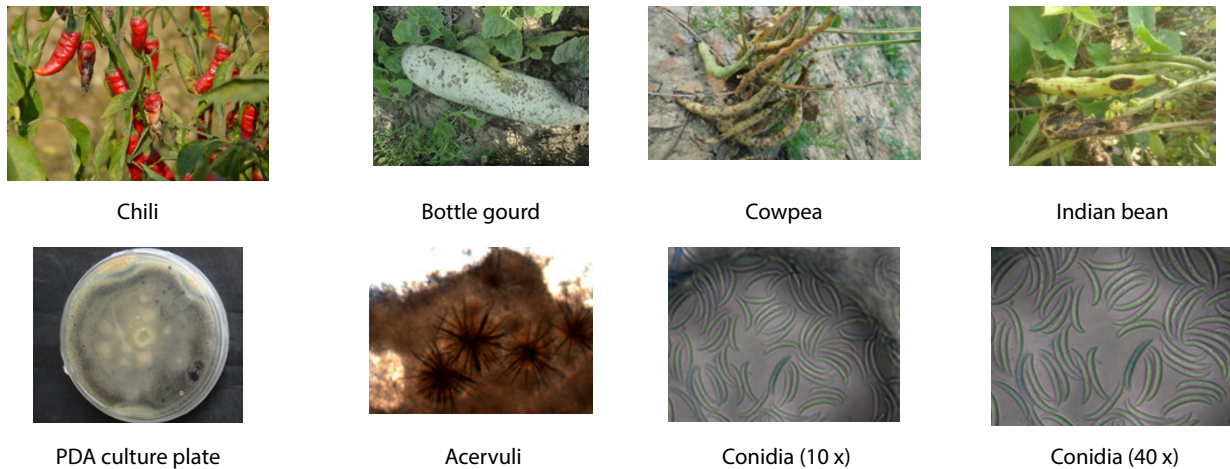 Chili
Bottle gourd
Cowpea
Indian bean
PDA culture plate
Acervuli
Conidia (10 x)
Conidia (40 x)